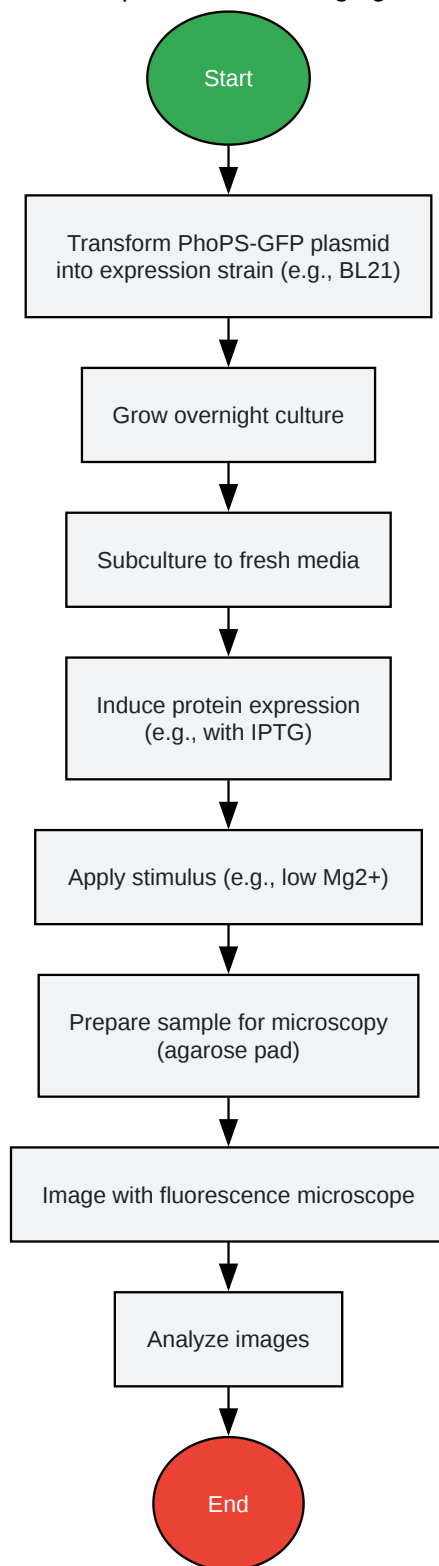 Start
Transform PhoPS-GFP plasmid
into expression strain (e.g., BL21)
Grow overnight culture
Subculture to fresh media
Induce protein expression
(e.g., with IPTG)
Apply stimulus (e.g., low Mg2+)
Prepare sample for microscopy
(agarose pad)
Image with fluorescence microscope
Analyze images
End